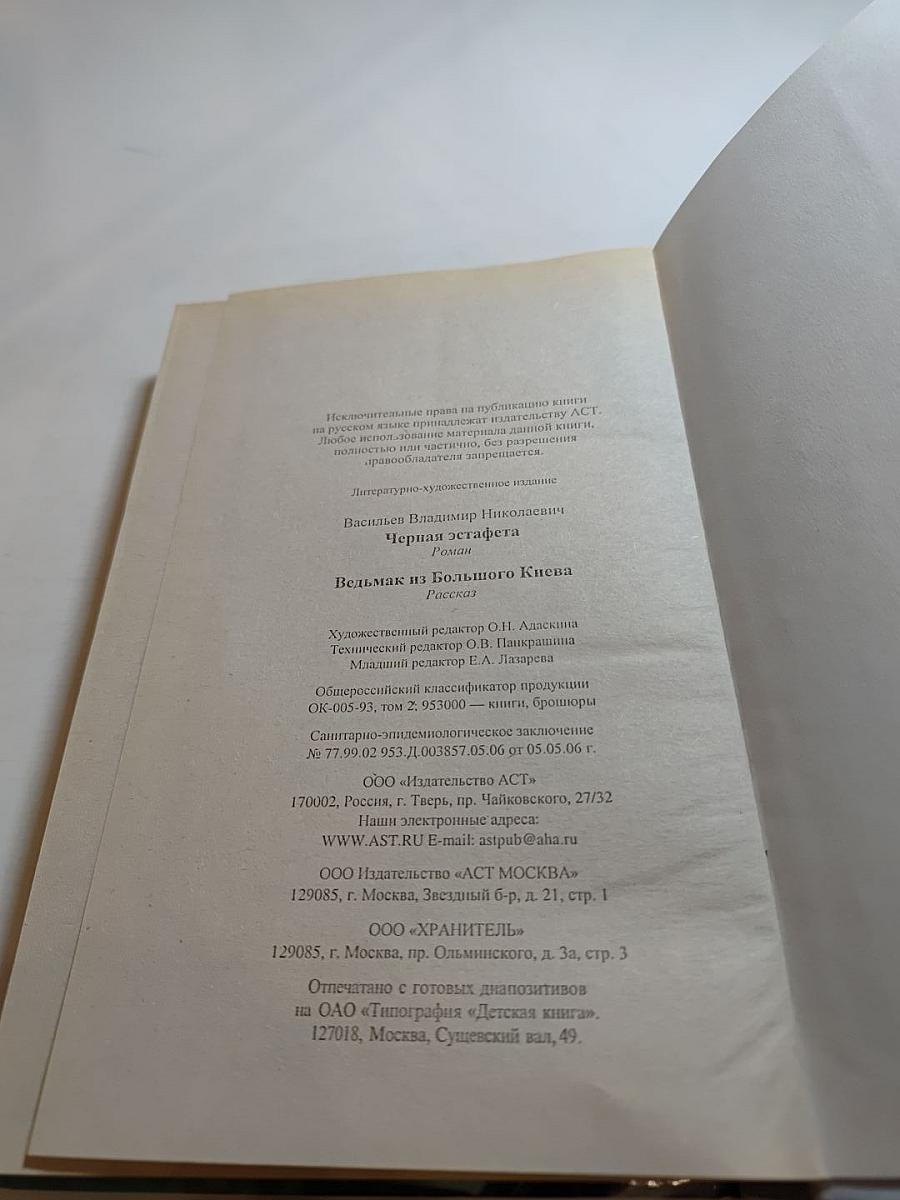 Исключительные права на публикацию книги
на русском языке принадлежат издательству АСТ.
Любое использование материала данной книги,
полностью или частично, без разрешения
правообладателя запрещается.
Литературно-художественное издание
Васильев Владимир Николаевич
Черная эстафета
Роман
Ведьмак из Большого Киева
Рассказ
Художественный редактор О.Н. Адаскина
Технический редактор О.В. Панкрашина
Младший редактор Е.А. Лазарева
Общероссийский классификатор продукции
ОК-005-93, том 2; 953000 — книги, брошюры
Санитарно-эпидемиологическое заключение
№ 77.99.02 953.Д.003857.05.06 от 05.05.06 г.
ООО «Издательство АСТ»
170002, Россия, г. Тверь, пр. Чайковского, 27/32
Наши электронные адреса:
WWW.AST.RU E-mail: astpub@aha.ru
ООО Издательство «АСТ МОСКВА»
129085, г. Москва, Звездный б-р, д. 21, стр. 1
ООО «ХРАНИТЕЛЬ»
129085, г. Москва, пр. Ольминского, д. 3а, стр. 3
Отпечатано с готовых диапозитивов
на ОАО «Типография «Детская книга».
127018, Москва, Сущевский вал, 49.